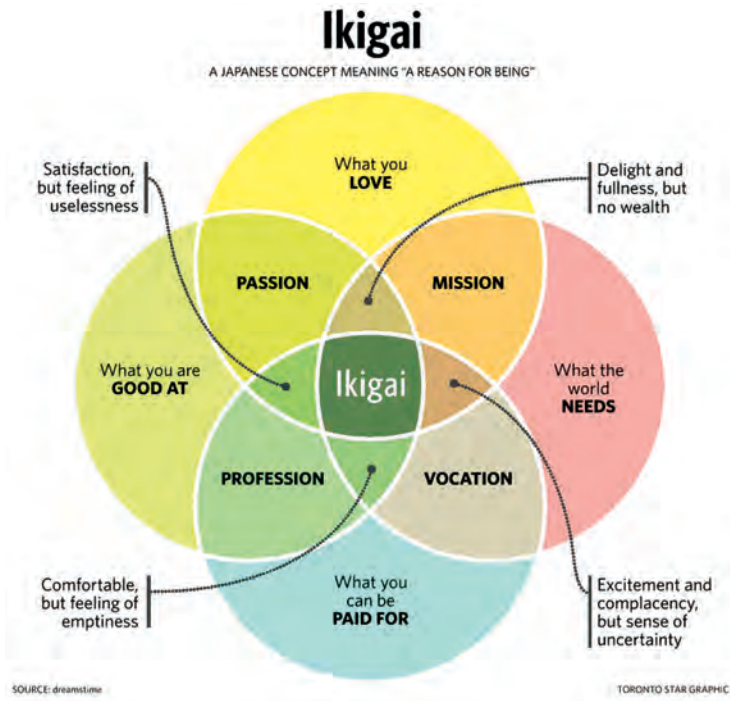 Ikigai
A JAPANESE CONCEPT MEANING “A REASON FOR BEING”
What you
LOVE
Satisfaction,
but feeling of
uselessness
Delight and
fullness, but
no wealth
PASSION
MISSION
What you are
GOOD AT
Ikigai
What the
world
NEEDS
PROFESSION
VOCATION
Comfortable,
but feeling of
emptiness
What you
can be
PAID FOR
Excitement and
complacency,
but sense of
uncertainty
SOURCE: dreamstime
TORONTO STAR GRAPHIC